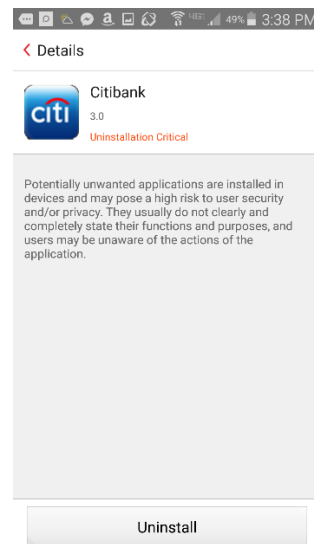 49% 3:38 PM
Details
citi
Citibank
3.0
Uninstallation Critical
Potentially unwanted applications are installed in
devices and may pose a high risk to user security
and/or privacy. They usually do not clearly and
completely state their functions and purposes, and
users may be unaware of the actions of the
application.
Uninstall